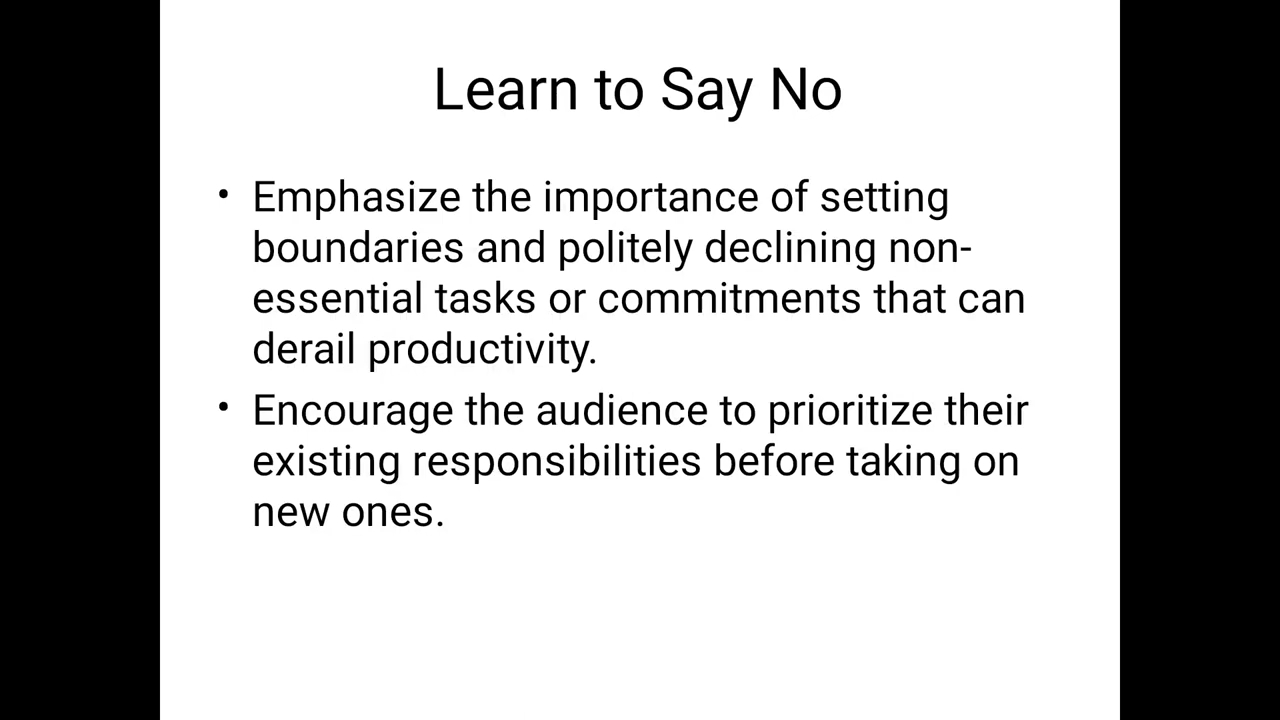 Learn to Say No
• Emphasize the importance of setting
boundaries and politely declining non-
essential tasks or commitments that can
derail productivity.
• Encourage the audience to prioritize their
existing responsibilities before taking on
new ones.